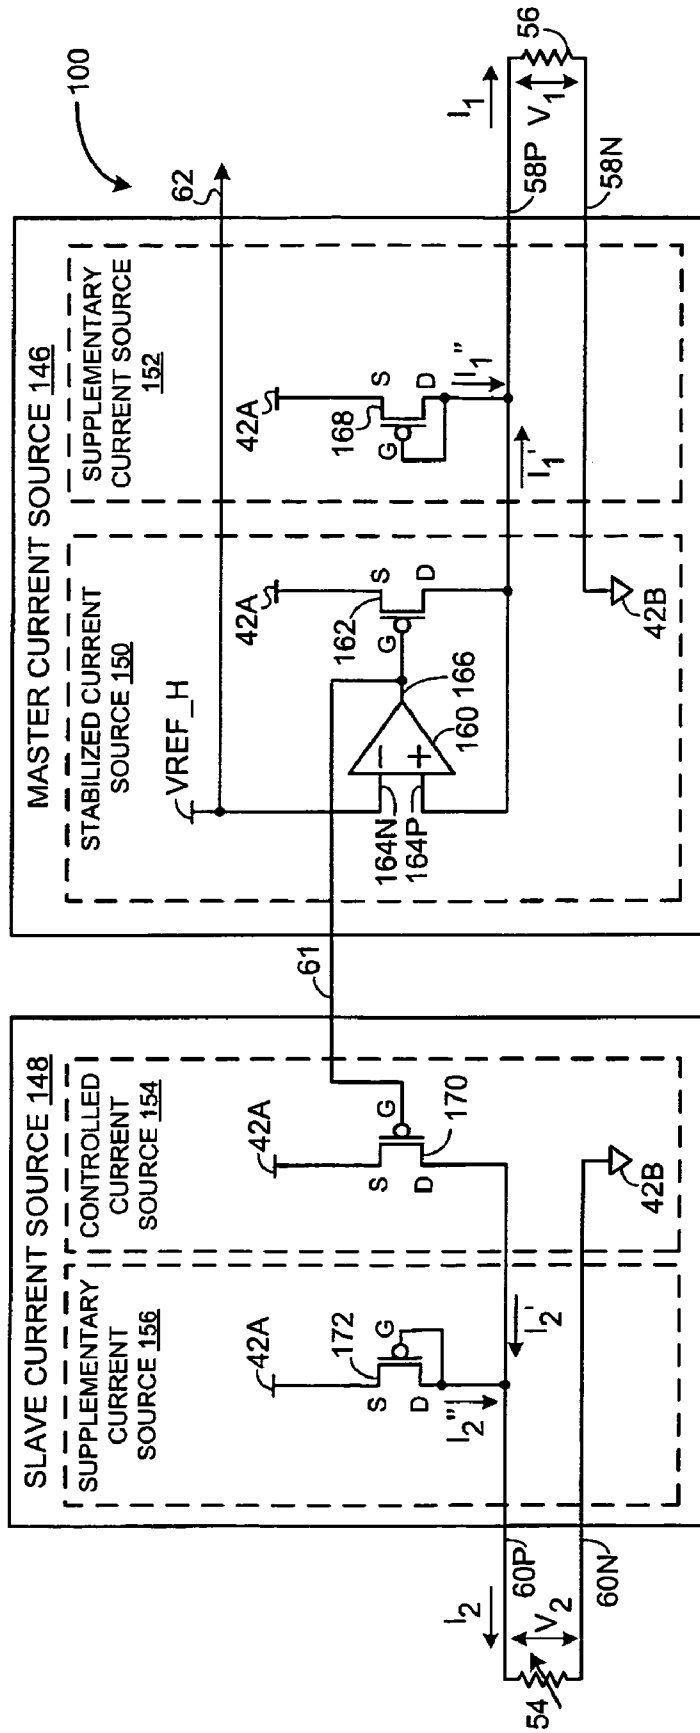 100
SLAVE CURRENT SOURCE 148
SUPPLEMENTARY
CURRENT
SOURCE 156
CONTROLLED
CURRENT
SOURCE 154
42A
172
S
G
D
I2"
42A
S
G
D
170
I2'
42B
I2
60P
V2
54
60N
61
MASTER CURRENT SOURCE 146
STABILIZED CURRENT
SOURCE 150
SUPPLEMENTARY
CURRENT SOURCE
152
VREF_H
62
42A
162
S
G
D
164N
164P
−
+
160
166
42A
168
S
G
D
I1"
I1'
42B
I1
58P
V1
56
58N